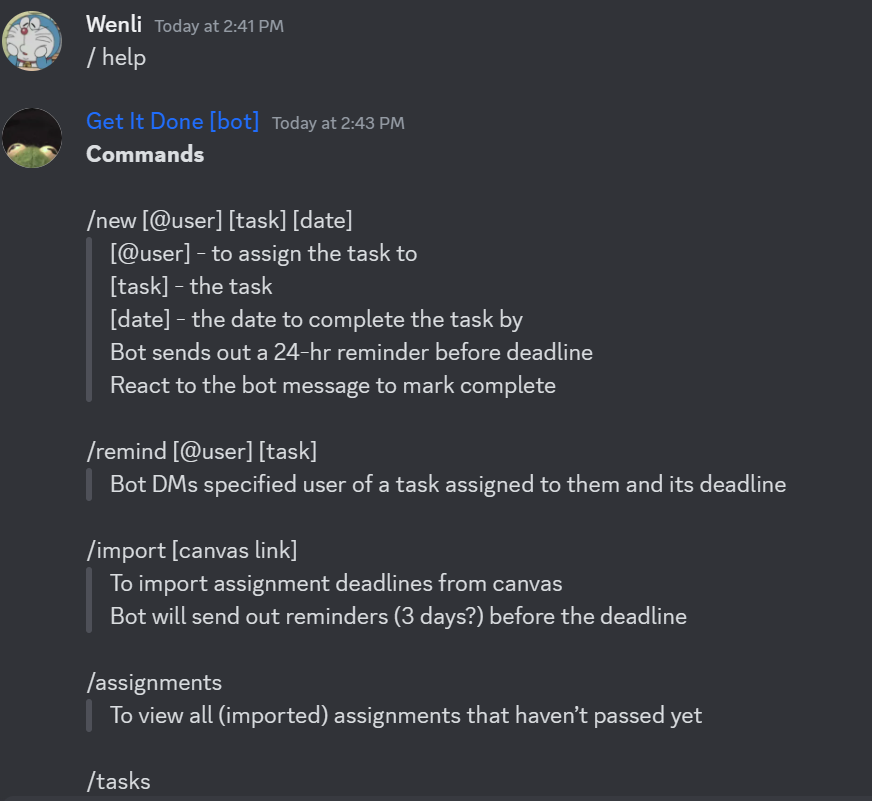 Wenli Today at 2:41 PM
/ help
Get It Done [bot] Today at 2:43 PM
Commands
/new [@user] [task] [date]
[@user] - to assign the task to
[task] - the task
[date] - the date to complete the task by
Bot sends out a 24-hr reminder before deadline
React to the bot message to mark complete
/remind [@user] [task]
Bot DMs specified user of a task assigned to them and its deadline
/import [canvas link]
To import assignment deadlines from canvas
Bot will send out reminders (3 days?) before the deadline
/assignments
To view all (imported) assignments that haven’t passed yet
/tasks